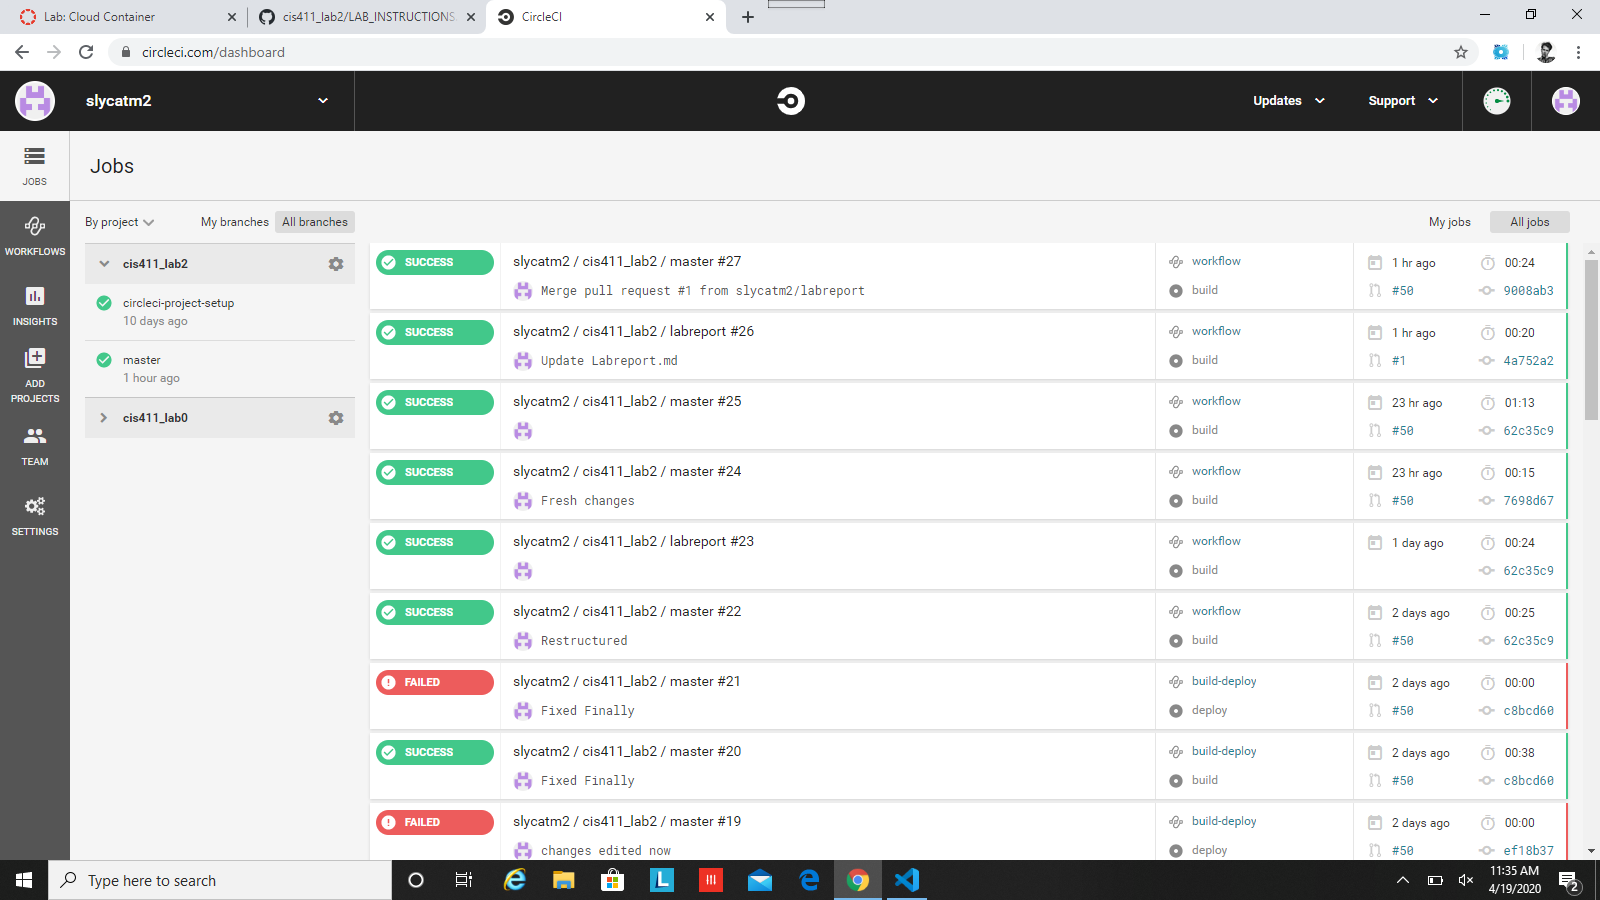 Lab: Cloud Container
cis411_lab2/LAB_INSTRUCTIONS.
CircleCI
circleci.com/dashboard
slycatm2
Updates
Support
JOBS
Jobs
WORKFLOWS
INSIGHTS
ADD
PROJECTS
TEAM
SETTINGS
By project
My branches
All branches
My jobs
All jobs
cis411_lab2
circleci-project-setup
10 days ago
master
1 hour ago
cis411_lab0
SUCCESS slycatm2 / cis411_lab2 / master #27 workflow 1 hr ago 00:24
Merge pull request #1 from slycatm2/labreport build #50 9008ab3
SUCCESS slycatm2 / cis411_lab2 / labreport #26 workflow 1 hr ago 00:20
Update Labreport.md build #1 4a752a2
SUCCESS slycatm2 / cis411_lab2 / master #25 workflow 23 hr ago 01:13
build #50 62c35c9
SUCCESS slycatm2 / cis411_lab2 / master #24 workflow 23 hr ago 00:15
Fresh changes build #50 7698d67
SUCCESS slycatm2 / cis411_lab2 / labreport #23 workflow 1 day ago 00:24
build 62c35c9
SUCCESS slycatm2 / cis411_lab2 / master #22 workflow 2 days ago 00:25
Restructured build #50 62c35c9
FAILED slycatm2 / cis411_lab2 / master #21 build-deploy 2 days ago 00:00
Fixed Finally deploy #50 c8bcd60
SUCCESS slycatm2 / cis411_lab2 / master #20 build-deploy 2 days ago 00:38
Fixed Finally build #50 c8bcd60
FAILED slycatm2 / cis411_lab2 / master #19 build-deploy 2 days ago 00:00
changes edited now deploy #50 ef18b37
Type here to search
11:35 AM
4/19/2020
2